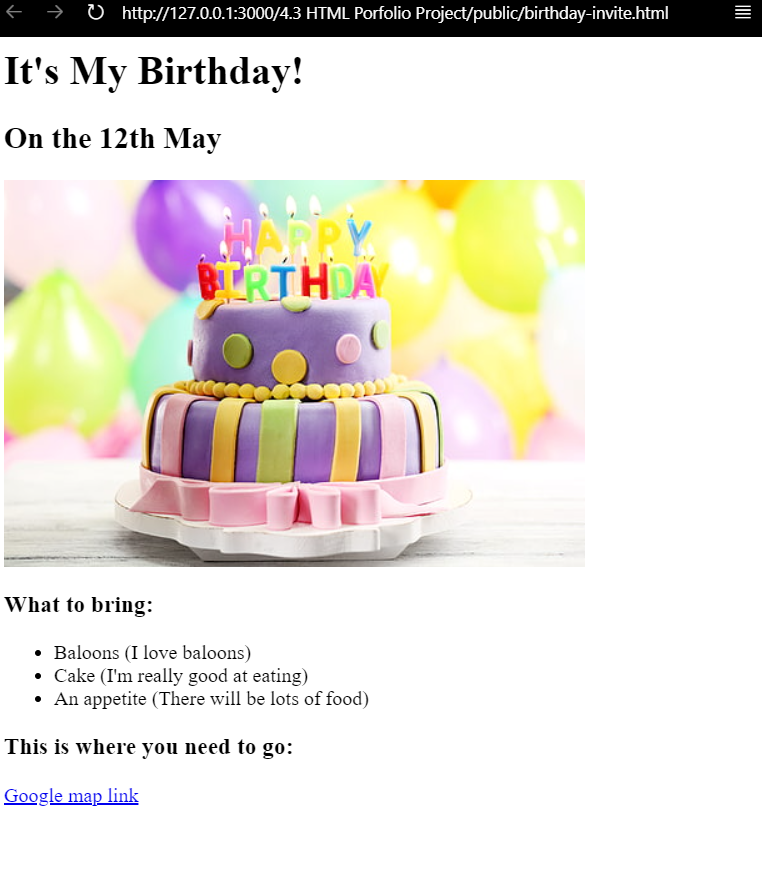 http://127.0.0.1:3000/4.3 HTML Porfolio Project/public/birthday-invite.html
It's My Birthday!
On the 12th May
HAPPY
BIRTHDAY
What to bring:
Baloons (I love baloons)
Cake (I'm really good at eating)
An appetite (There will be lots of food)
This is where you need to go:
Google map link